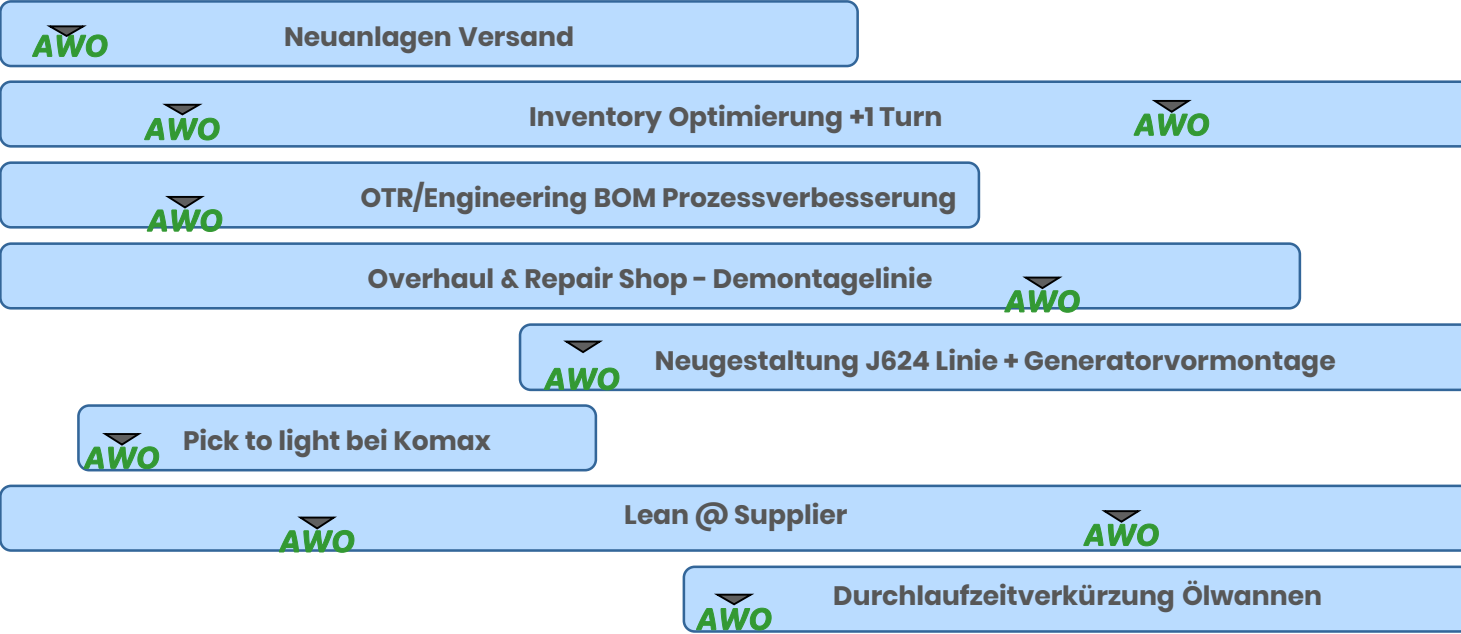 AWO Neuanlagen Versand
AWO Inventory Optimierung +1 Turn AWO
AWO OTR/Engineering BOM Prozessverbesserung
Overhaul & Repair Shop - Demontagelinie AWO
AWO Neugestaltung J624 Linie + Generatorvormontage
AWO Pick to light bei Komax
AWO Lean @ Supplier AWO
AWO Durchlaufzeitverkürzung Ölwannen